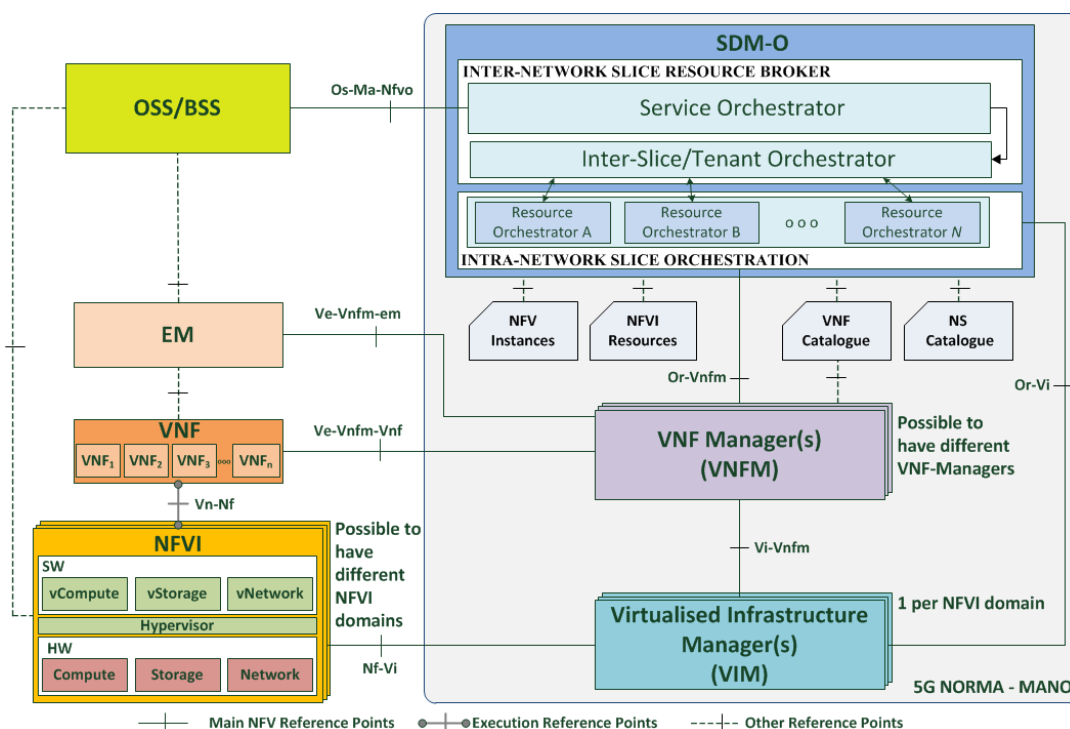 SDM-O
INTER-NETWORK SLICE RESOURCE BROKER
OSS/BSS
Os-Ma-Nfvo
Service Orchestrator
Inter-Slice/Tenant Orchestrator
Resource
Orchestrator A
Resource
Orchestrator B
o o o
Resource
Orchestrator N
INTRA-NETWORK SLICE ORCHESTRATION
EM
Ve-Vnfm-em
NFV
Instances
NFVI
Resources
VNF
Catalogue
NS
Catalogue
Or-Vnfm
Or-Vi
VNF
VNF1
VNF2
VNF3
ooo
VNFn
Ve-Vnfm-Vnf
VNF Manager(s)
(VNFM)
Possible to
have different
VNF-Managers
Vn-Nf
NFVI
Possible to
have
different
NFVI
domains
SW
vCompute
vStorage
vNetwork
Hypervisor
HW
Compute
Storage
Network
Nf-Vi
Vi-Vnfm
Virtualised Infrastructure
Manager(s)
(VIM)
1 per NFVI domain
5G NORMA - MANO
Main NFV Reference Points
Execution Reference Points
Other Reference Points